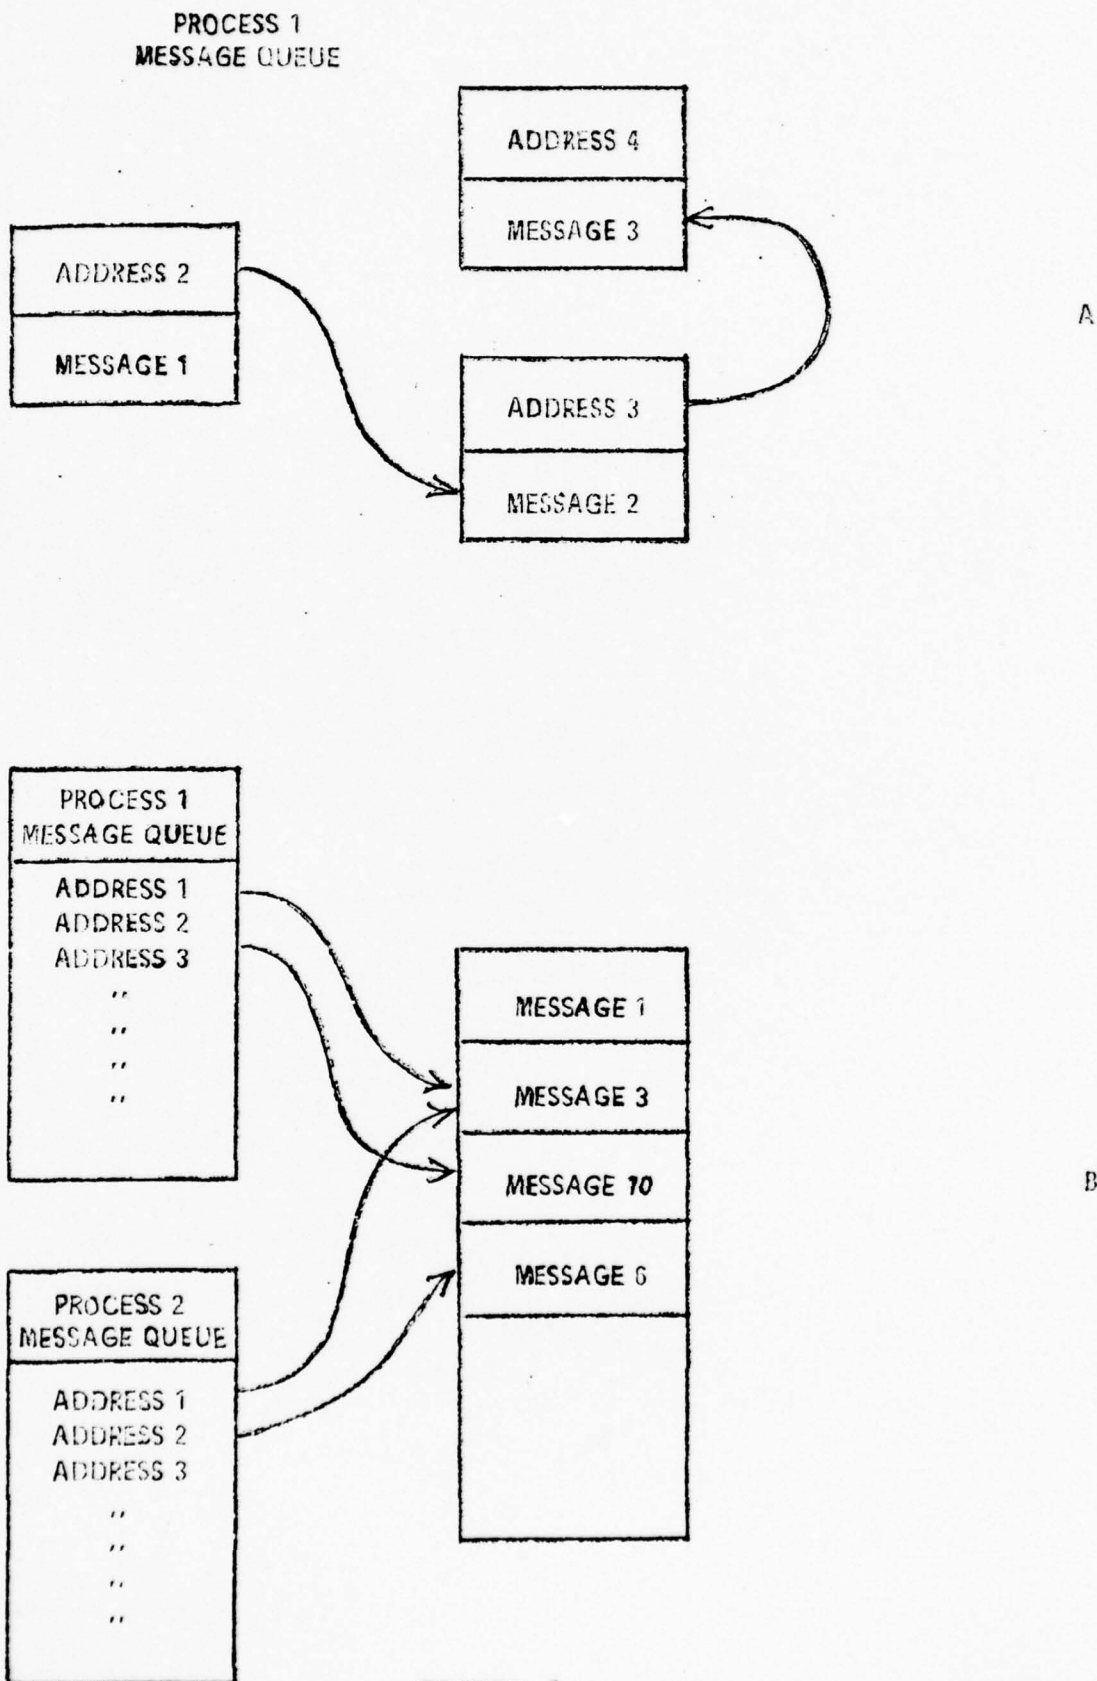 PROCESS 1
MESSAGE QUEUE
ADDRESS 4
MESSAGE 3
ADDRESS 2
MESSAGE 1
A
ADDRESS 3
MESSAGE 2
PROCESS 1
MESSAGE QUEUE
ADDRESS 1
ADDRESS 2
ADDRESS 3
"
"
"
"
MESSAGE 1
MESSAGE 3
MESSAGE 10
MESSAGE 6
B
PROCESS 2
MESSAGE QUEUE
ADDRESS 1
ADDRESS 2
ADDRESS 3
"
"
"
"